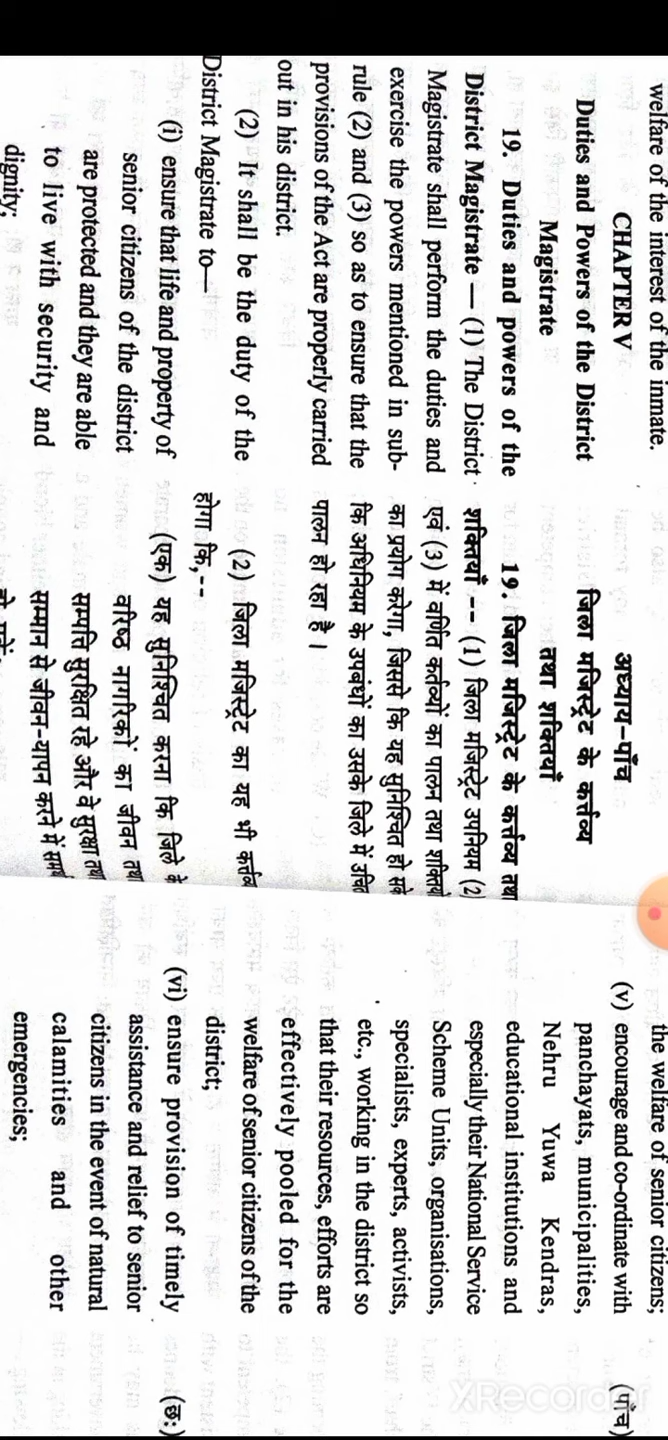 welfare of the interest of the inmate.
CHAPTER V
Duties and Powers of the District
Magistrate
19. Duties and powers of the
District Magistrate — (1) The District
Magistrate shall perform the duties and
exercise the powers mentioned in sub-
rule (2) and (3) so as to ensure that the
provisions of the Act are properly carried
out in his district.
(2) It shall be the duty of the
District Magistrate to—
(i) ensure that life and property of
senior citizens of the district
are protected and they are able
to live with security and
dignity;
अध्याय-पाँच
जिला मजिस्ट्रेट के कर्त्तव्य
तथा शक्तियाँ
19. जिला मजिस्ट्रेट के कर्त्तव्य तथा
शक्तियाँ -- (1) जिला मजिस्ट्रेट उपनियम (2)
एवं (3) में वर्णित कर्तव्यों का पालन तथा शक्तियों
का प्रयोग करेगा, जिससे कि यह सुनिश्चित हो सके
कि अधिनियम के उपबंधों का उसके जिले में उचित
पालन हो रहा है।
(2) जिला मजिस्ट्रेट का यह भी कर्त्तव्य
होगा कि,--
(एक) यह सुनिश्चित करना कि जिले के
वरिष्ठ नागरिकों का जीवन तथा
सम्पति सुरक्षित रहे और वे सुरक्षा तथा
सम्मान से जीवन-यापन करने में
the welfare of senior citizens;
(v) encourage and co-ordinate with
panchayats, municipalities,
Nehru Yuwa Kendras,
educational institutions and
especially their National Service
Scheme Units, organisations,
specialists, experts, activists,
etc., working in the district so
that their resources, efforts are
effectively pooled for the
welfare of senior citizens of the
district;
(vi) ensure provision of timely
assistance and relief to senior
citizens in the event of natural
calamities and other
emergencies;
(पाँच)
(छः)
XRecorder